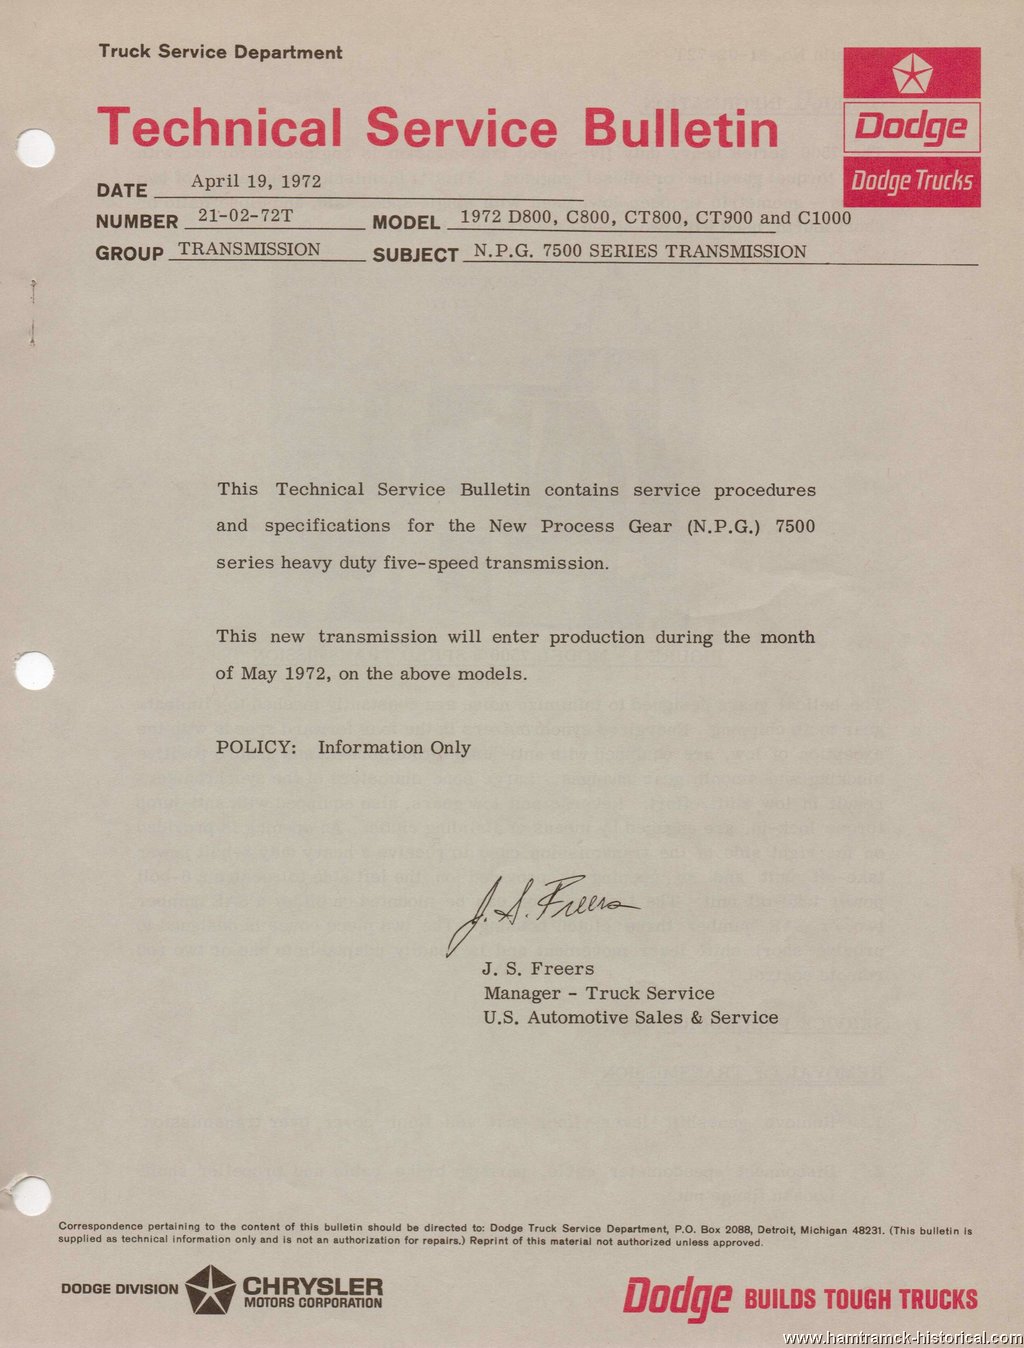 Truck Service Department
Technical Service Bulletin
Dodge
Dodge Trucks
DATE April 19, 1972
NUMBER 21-02-72T MODEL 1972 D800, C800, CT800, CT900 and C1000
GROUP TRANSMISSION SUBJECT N.P.G. 7500 SERIES TRANSMISSION
This Technical Service Bulletin contains service procedures
and specifications for the New Process Gear (N.P.G.) 7500
series heavy duty five-speed transmission.
This new transmission will enter production during the month
of May 1972, on the above models.
POLICY: Information Only
J. S. Freers
J. S. Freers
Manager - Truck Service
U.S. Automotive Sales & Service
Correspondence pertaining to the content of this bulletin should be directed to: Dodge Truck Service Department, P.O. Box 2088, Detroit, Michigan 48231. (This bulletin is
supplied as technical information only and is not an authorization for repairs.) Reprint of this material not authorized unless approved.
DODGE DIVISION CHRYSLER
MOTORS CORPORATION
Dodge BUILDS TOUGH TRUCKS
www.hamtramck-historical.com